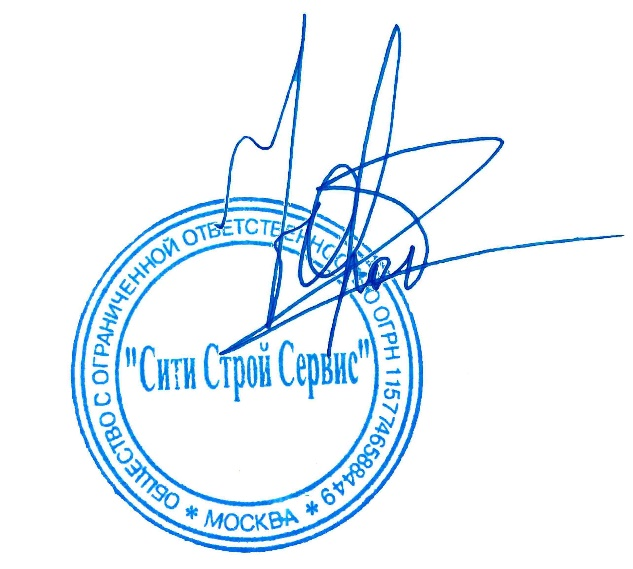 ОБЩЕСТВО С ОГРАНИЧЕННОЙ ОТВЕТСТВЕННОСТЬЮ ОГРН 1157746588449
"Сити Строй Сервис"
* МОСКВА *